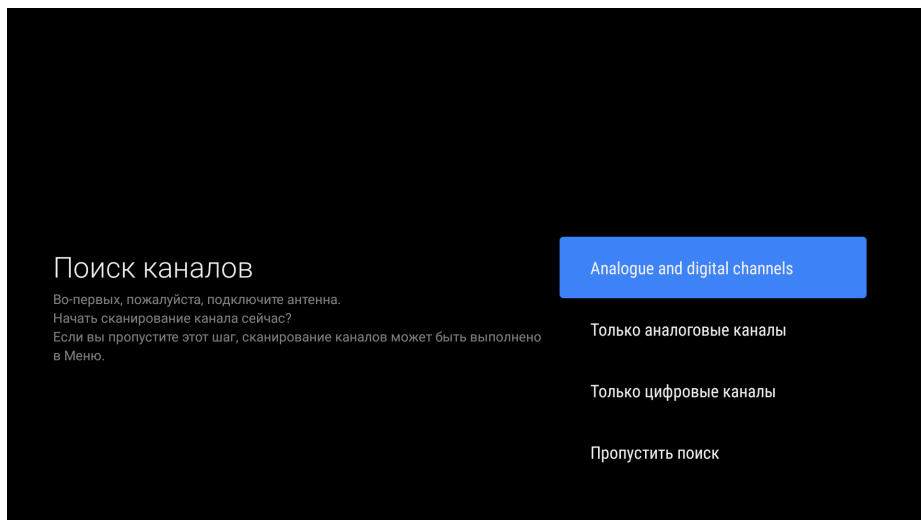 Поиск каналов
Во-первых, пожалуйста, подключите антенна.
Начать сканирование канала сейчас?
Если вы пропустите этот шаг, сканирование каналов может быть выполнено
в Меню.
Analogue and digital channels
Только аналоговые каналы
Только цифровые каналы
Пропустить поиск